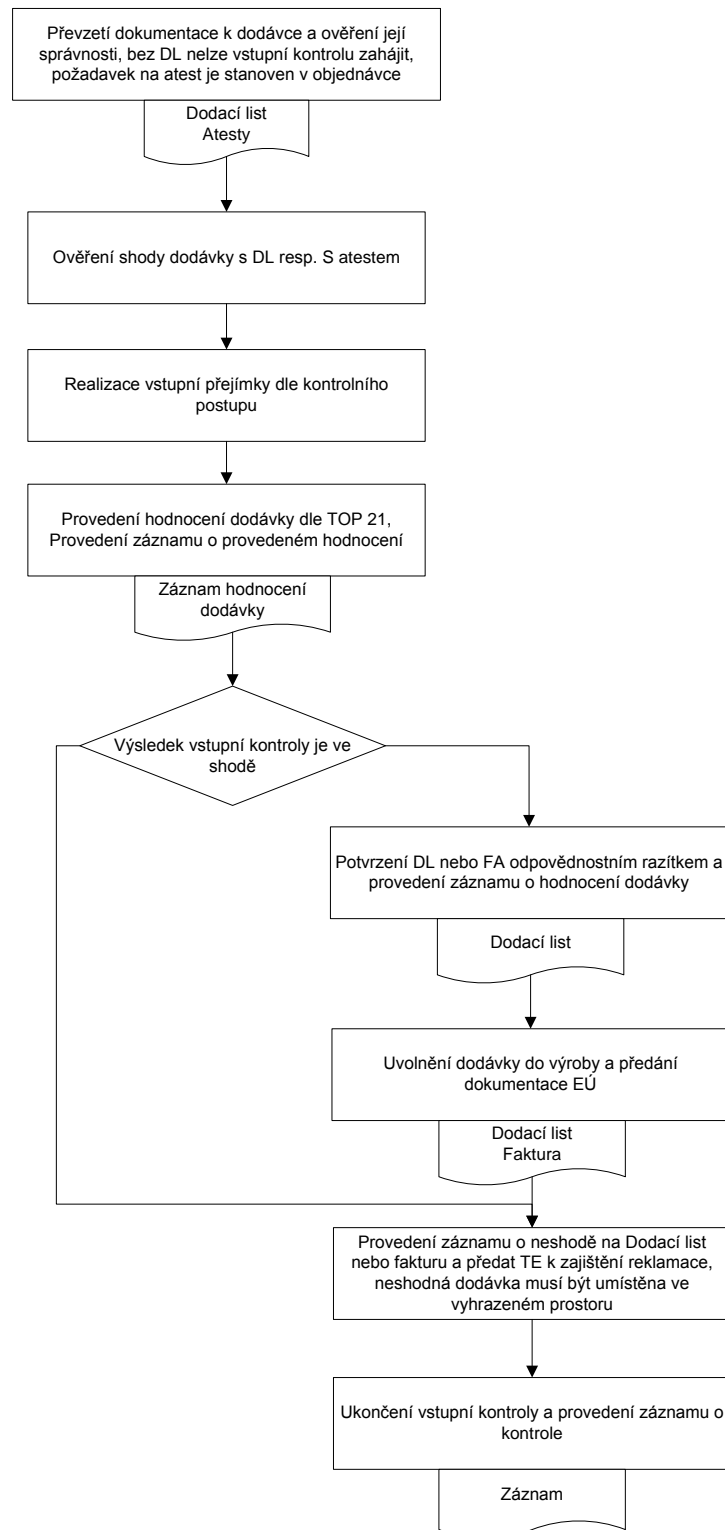 Převzetí dokumentace k dodávce a ověření její
správnosti, bez DL nelze vstupní kontrolu zahájit,
požadavek na atest je stanoven v objednávce
Dodací list
Atesty
Ověření shody dodávky s DL resp. S atestem
Realizace vstupní přejímky dle kontrolního
postupu
Provedení hodnocení dodávky dle TOP 21,
Provedení záznamu o provedeném hodnocení
Záznam hodnocení
dodávky
Výsledek vstupní kontroly je ve
shodě
Potvrzení DL nebo FA odpovědnostním razítkem a
provedení záznamu o hodnocení dodávky
Dodací list
Uvolnění dodávky do výroby a předání
dokumentace EÚ
Dodací list
Faktura
Provedení záznamu o neshodě na Dodací list
nebo fakturu a předat TE k zajištění reklamace,
neshodná dodávka musí být umístěna ve
vyhrazeném prostoru
Ukončení vstupní kontroly a provedení záznamu o
kontrole
Záznam